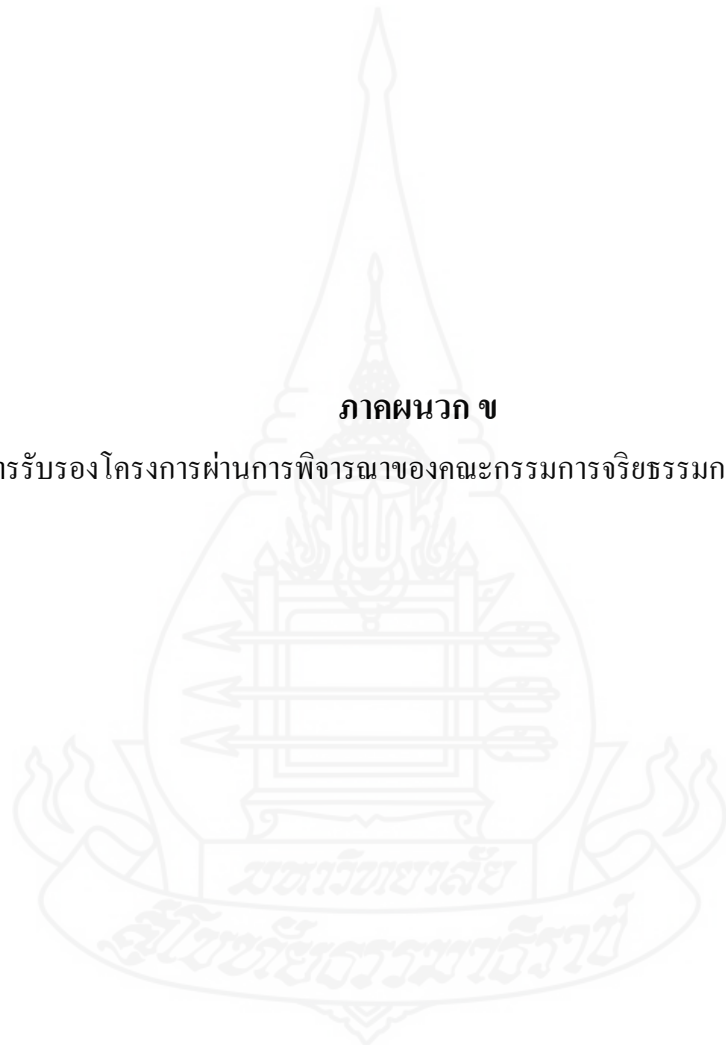 ภาคผนวก ข
การรับรองโครงการผ่านการพิจารณาของคณะกรรมการจริยธรรมก
มหาวิทยาลัย
สุโขทัยธรรมาธิราช